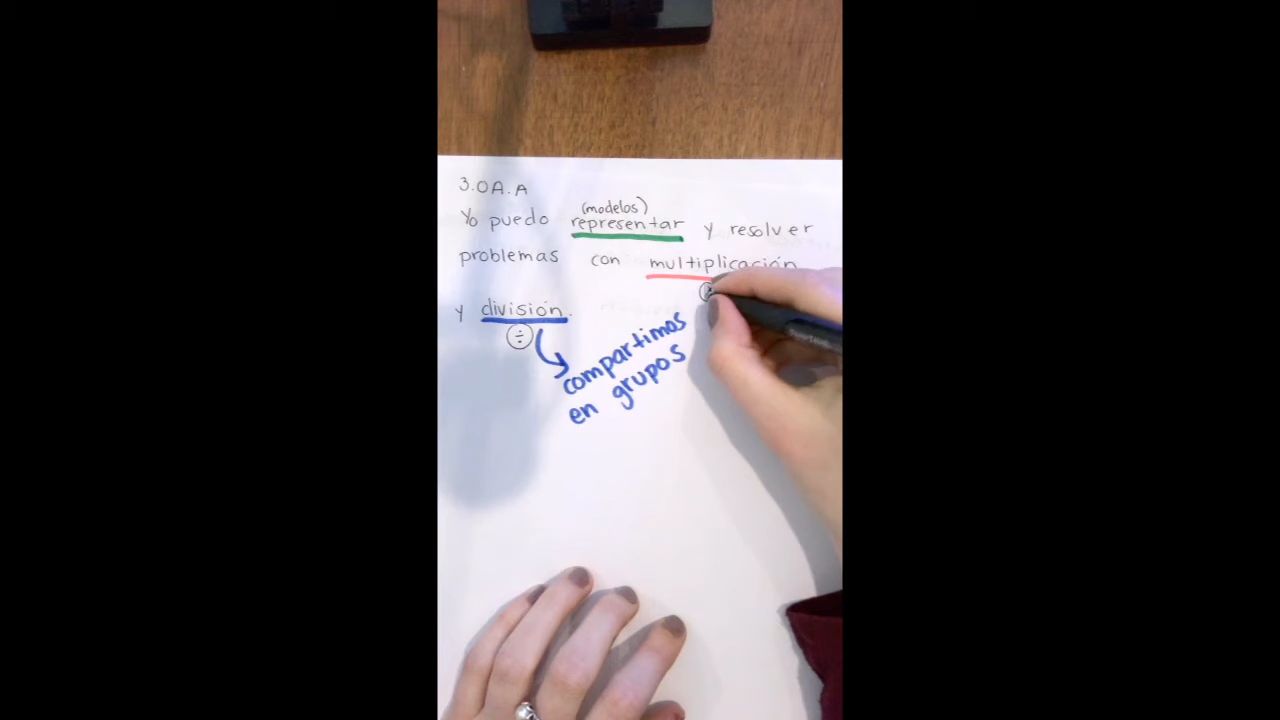 3.OA.A
(modelos)
Yo puedo representar y resolver
problemas con multiplicación
y división.
÷
compartimos
en grupos